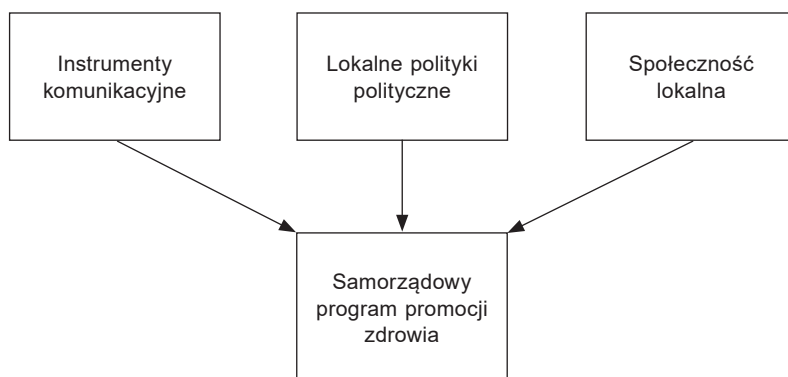 Instrumenty
komunikacyjne
Lokalne polityki
polityczne
Społeczność
lokalna
Samorządowy
program promocji
zdrowia